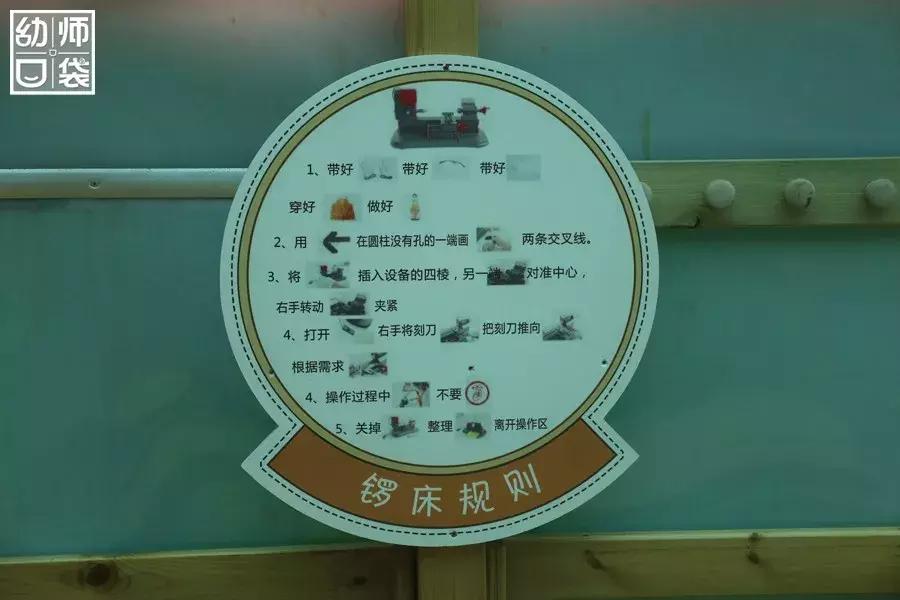 幼师口袋
1、带好 带好 带好
穿好 做好
2、用 在圆柱没有孔的一端画 两条交叉线。
3、将 插入设备的四棱，另一端 对准中心，
右手转动 夹紧
4、打开 右手将刻刀 把刻刀推向
根据需求
4、操作过程中 不要
5、关掉 整理 离开操作区
锣床规则